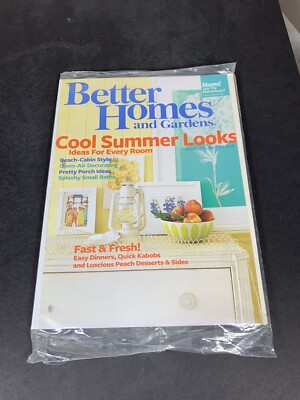 Better
Homes
and Gardens
Cool Summer Looks
Ideas For Every Room
Beach-Cabin Style
Open-Air Decorating
Pretty Porch Ideas
Splashy Small Baths
Fast & Fresh!
Easy Dinners, Quick Kabobs
and Luscious Peach Desserts & Sides